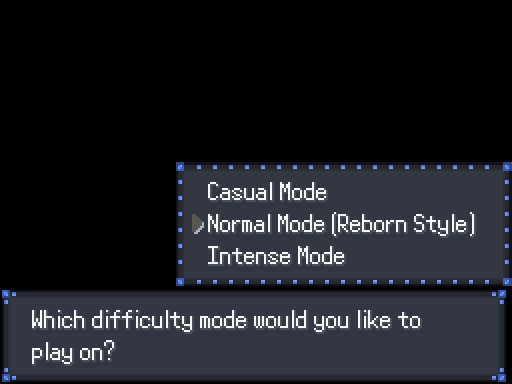 Casual Mode
Normal Mode (Reborn Style)
Intense Mode
Which difficulty mode would you like to
play on?